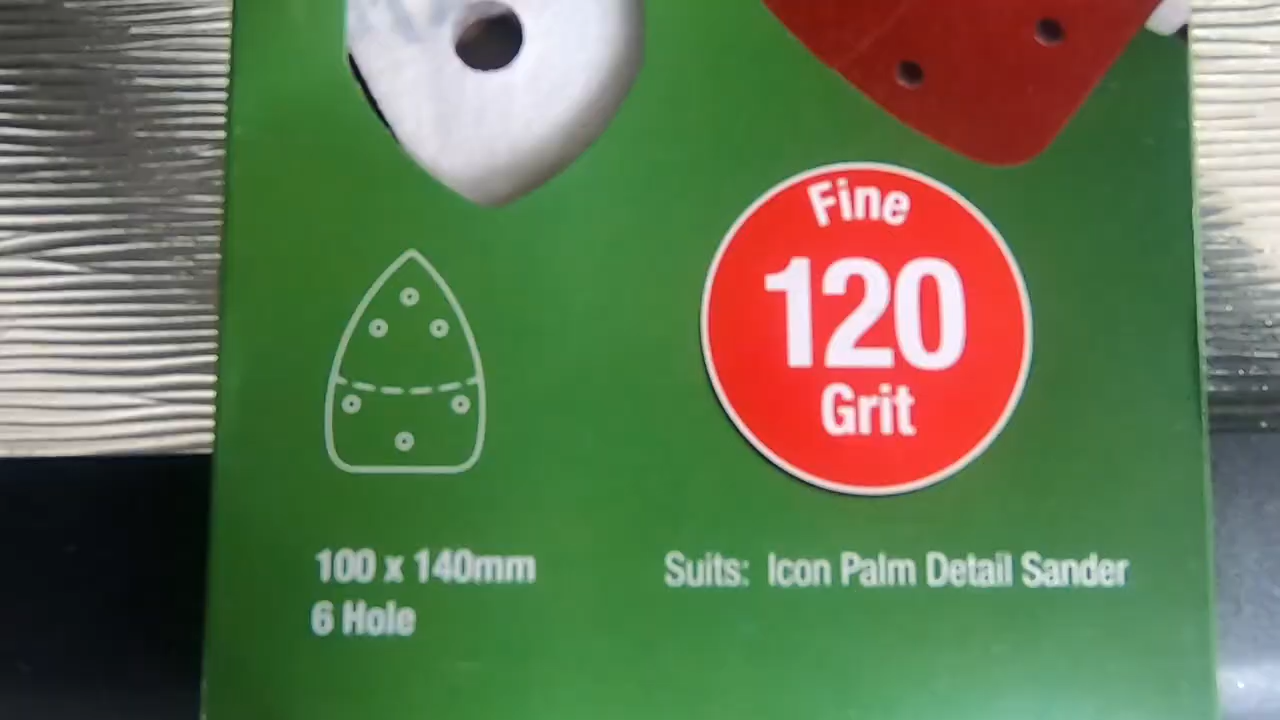 Fine
120
Grit
100 x 140mm
6 Hole
Suits: Icon Palm Detail Sander